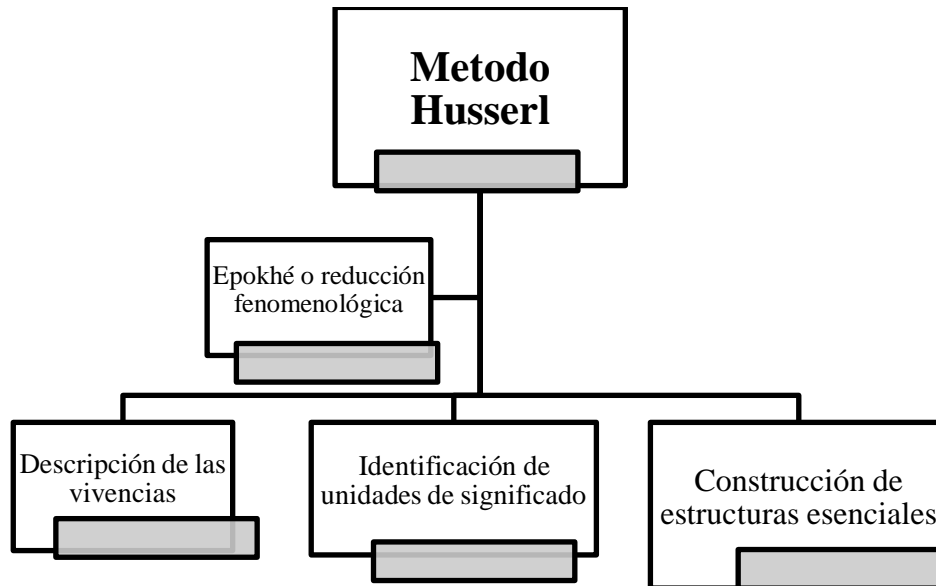 Metodo
Husserl
Epokhé o reducción
fenomenológica
Descripción de las
vivencias
Identificación de
unidades de significado
Construcción de
estructuras esenciales